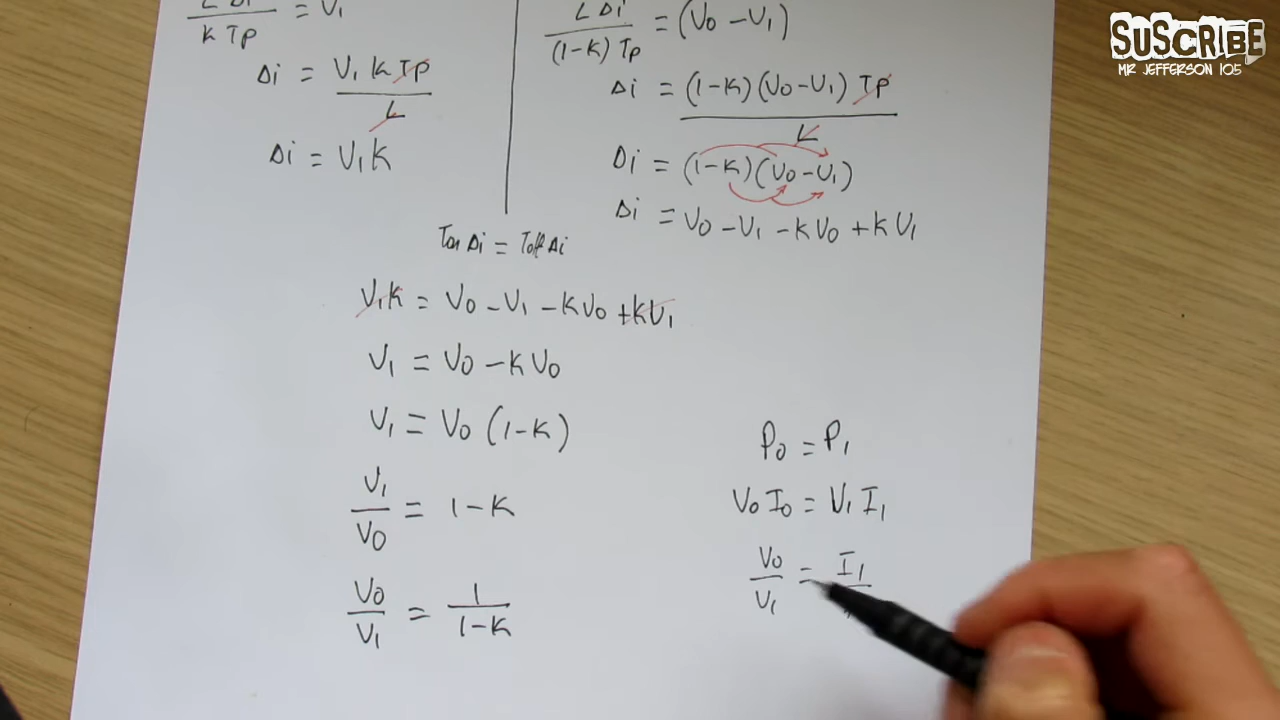 SUSCRIBE
MR JEFFERSON 105
L Δi / K Tp = V1
Δi = V1 K Tp / L
Δi = V1 K
L Δi / (1-K) Tp = (V0 - V1)
Δi = (1-K)(V0-V1) Tp / L
Δi = (1-K)(V0-V1)
Δi = V0 - V1 - KV0 + KV1
Ton Δi = Toff Δi
V1K = V0 - V1 - KV0 + KV1
V1 = V0 - KV0
V1 = V0 (1-K)
V1 / V0 = 1-K
V0 / V1 = 1 / 1-K
P0 = P1
V0 I0 = V1 I1
V0 / V1 = I1 /